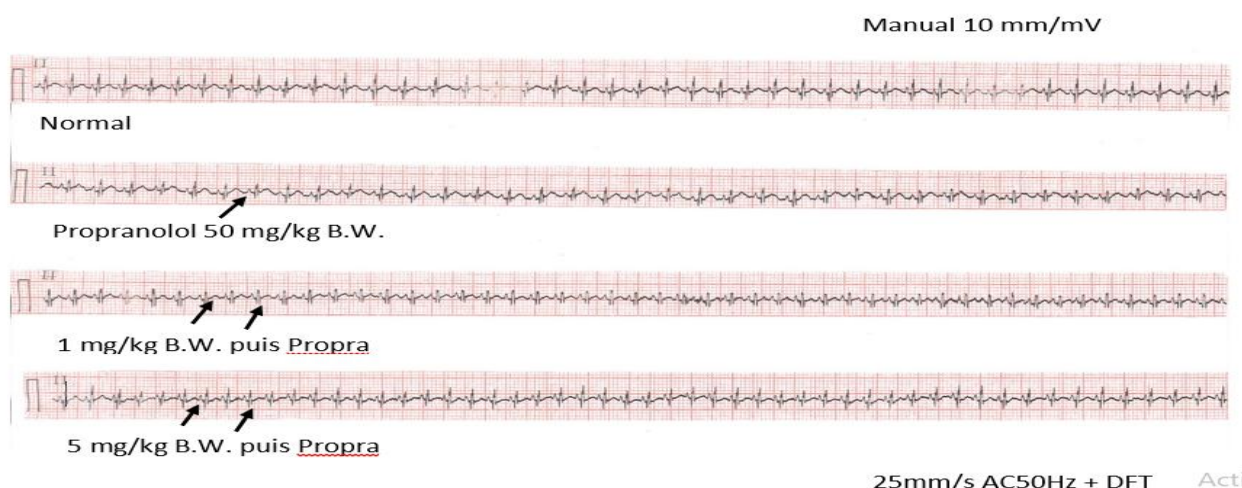 Manual 10 mm/mV
II
Normal
II
Propranolol 50 mg/kg B.W.
II
1 mg/kg B.W. puis Propra
II
5 mg/kg B.W. puis Propra
25mm/s AC50Hz + DFT
Act